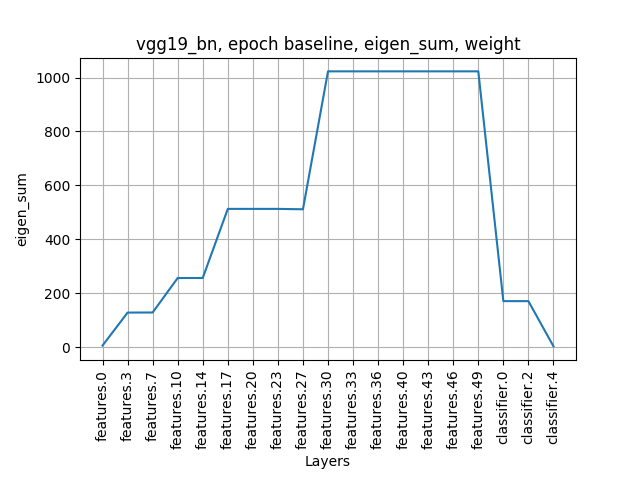 vgg19_bn, epoch baseline, eigen_sum, weight
eigen_sum
1000
800
600
400
200
0
features.0
features.3
features.7
features.10
features.14
features.17
features.20
features.23
features.27
features.30
features.33
features.36
features.40
features.43
features.46
features.49
classifier.0
classifier.2
classifier.4
Layers